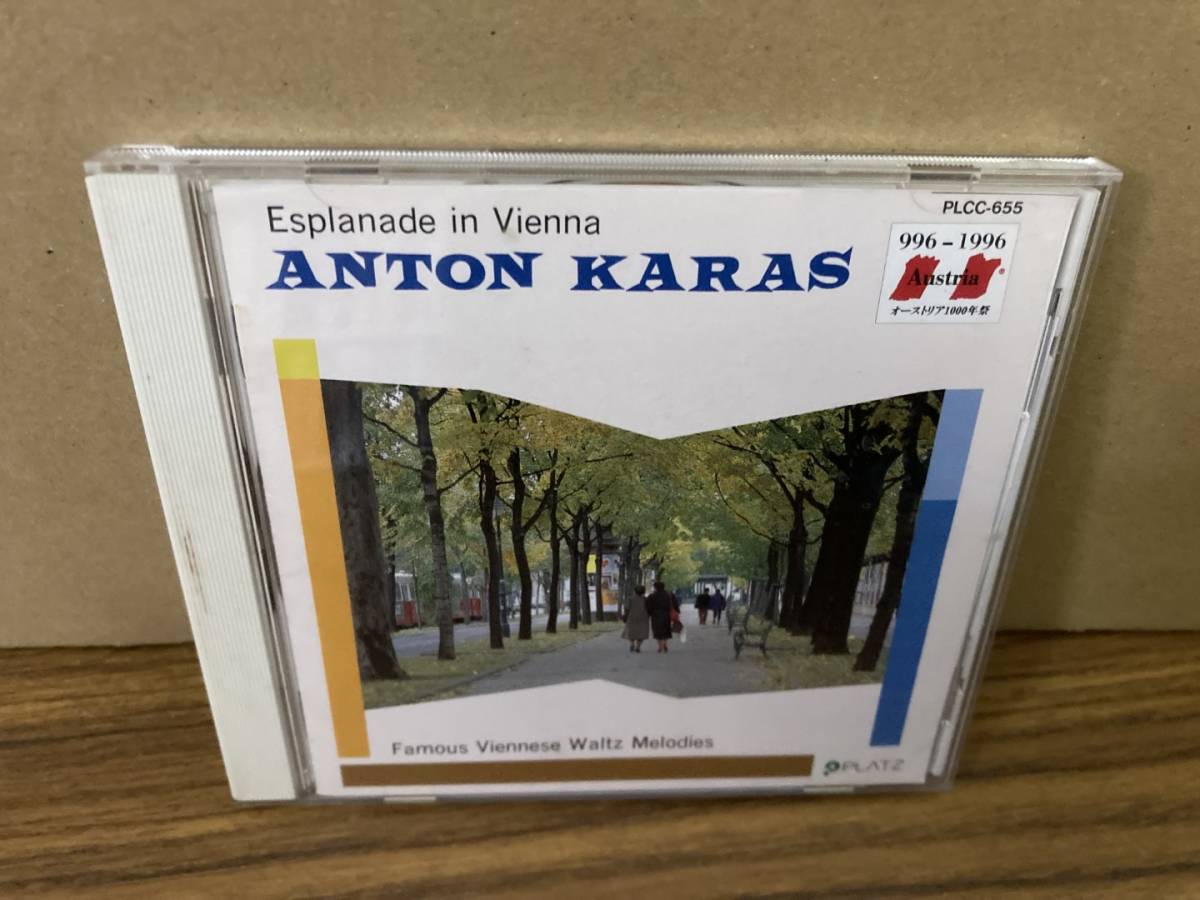 Esplanade in Vienna
ANTON KARAS
PLCC-655
996-1996
Austria®
オーストリア1000年祭
Famous Viennese Waltz Melodies
PLATZ